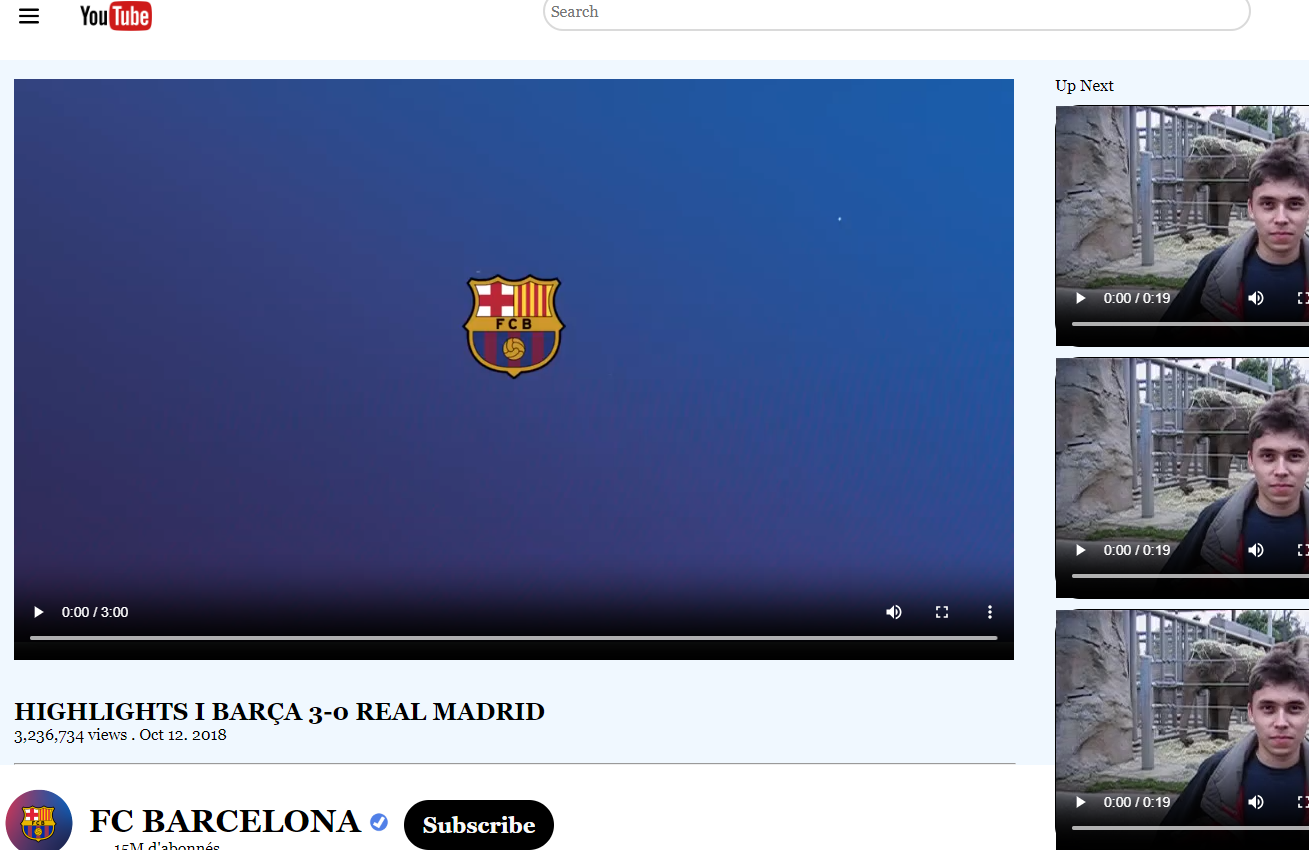 YouTube
Search
Up Next
FCB
0:00 / 0:19
0:00 / 0:19
0:00 / 3:00
HIGHLIGHTS I BARÇA 3-0 REAL MADRID
3,236,734 views . Oct 12. 2018
0:00 / 0:19
FC BARCELONA
Subscribe
15M d'abonnés